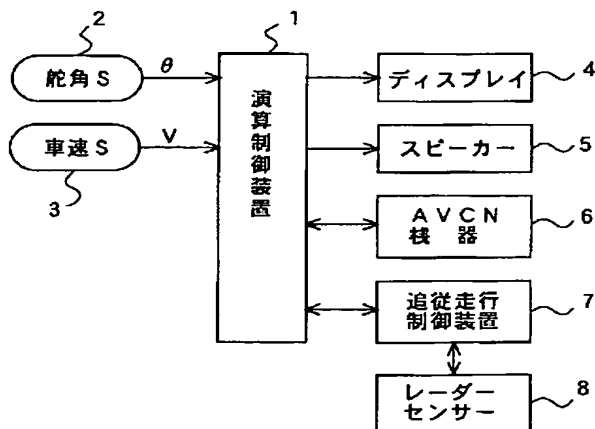 2
舵角S
θ
車速S
V
3
1
演算制御装置
ディスプレイ
4
スピーカー
5
AVCN
桟器
6
追従走行
制御装置
7
レーダー
センサー
8